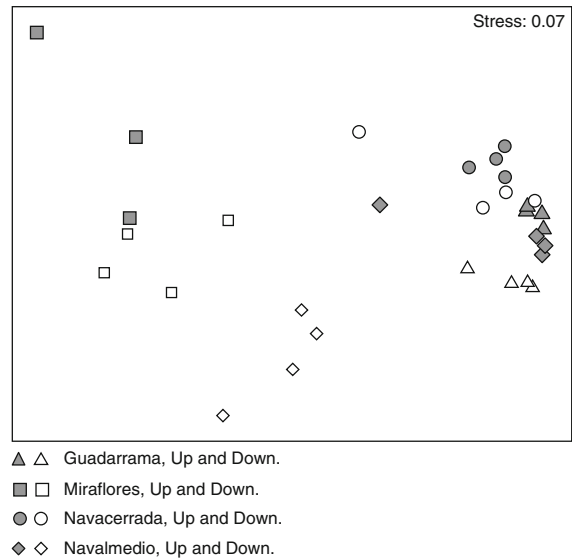 Stress: 0.07
Guadarrama, Up and Down.
Miraflores, Up and Down.
Navacerrada, Up and Down.
Navalmedio, Up and Down.